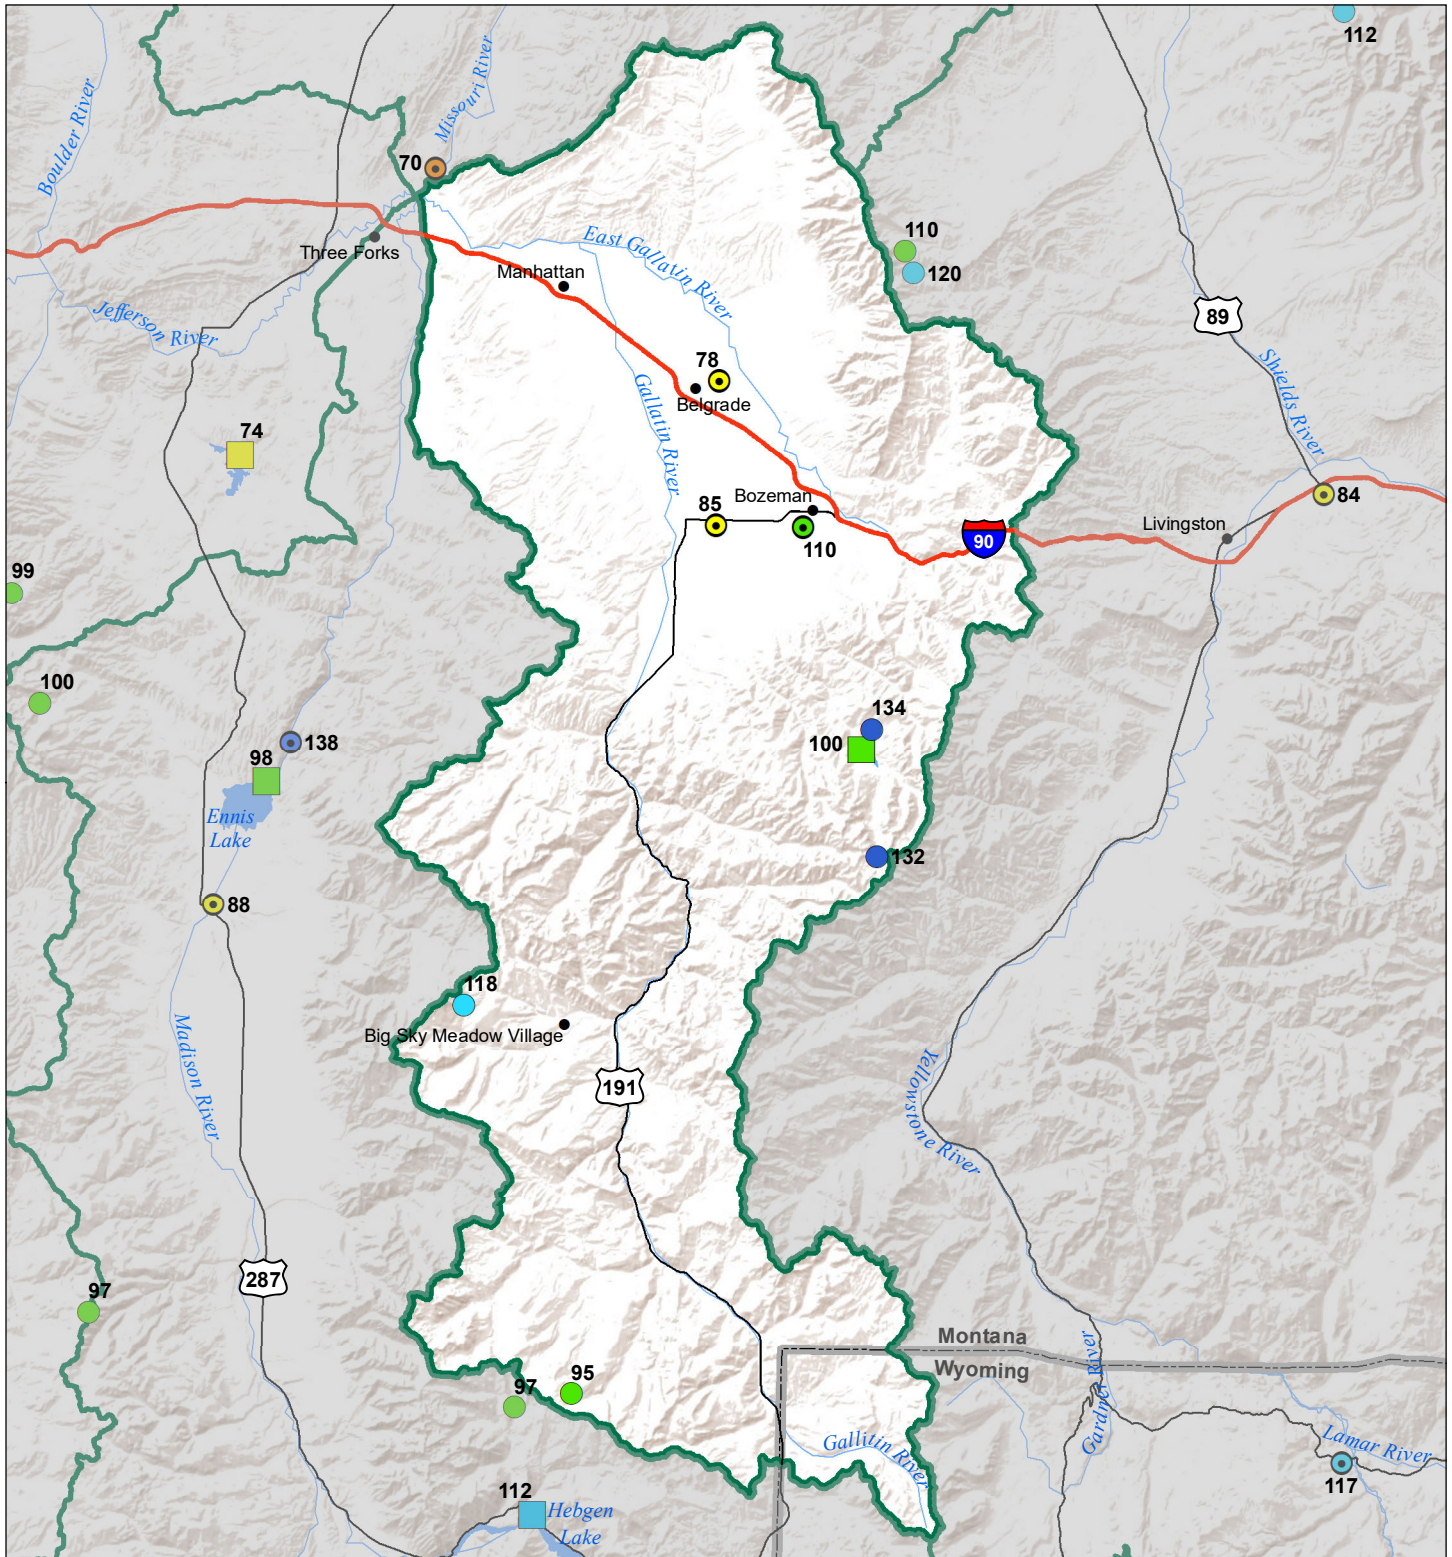 112
Boulder River
Missouri River
70
Three Forks
East Gallatin River
110
120
Manhattan
Jefferson River
89
78
Belgrade
Gallatin River
Shields River
74
85
Bozeman
110
90
84
Livingston
99
100
134
100
138
98
Ennis
Lake
132
88
118
Big Sky Meadow Village
Madison River
191
Yellowstone River
287
97
Montana
Wyoming
Gardner River
95
97
Gallitin River
Lamar River
117
112
Hebgen
Lake